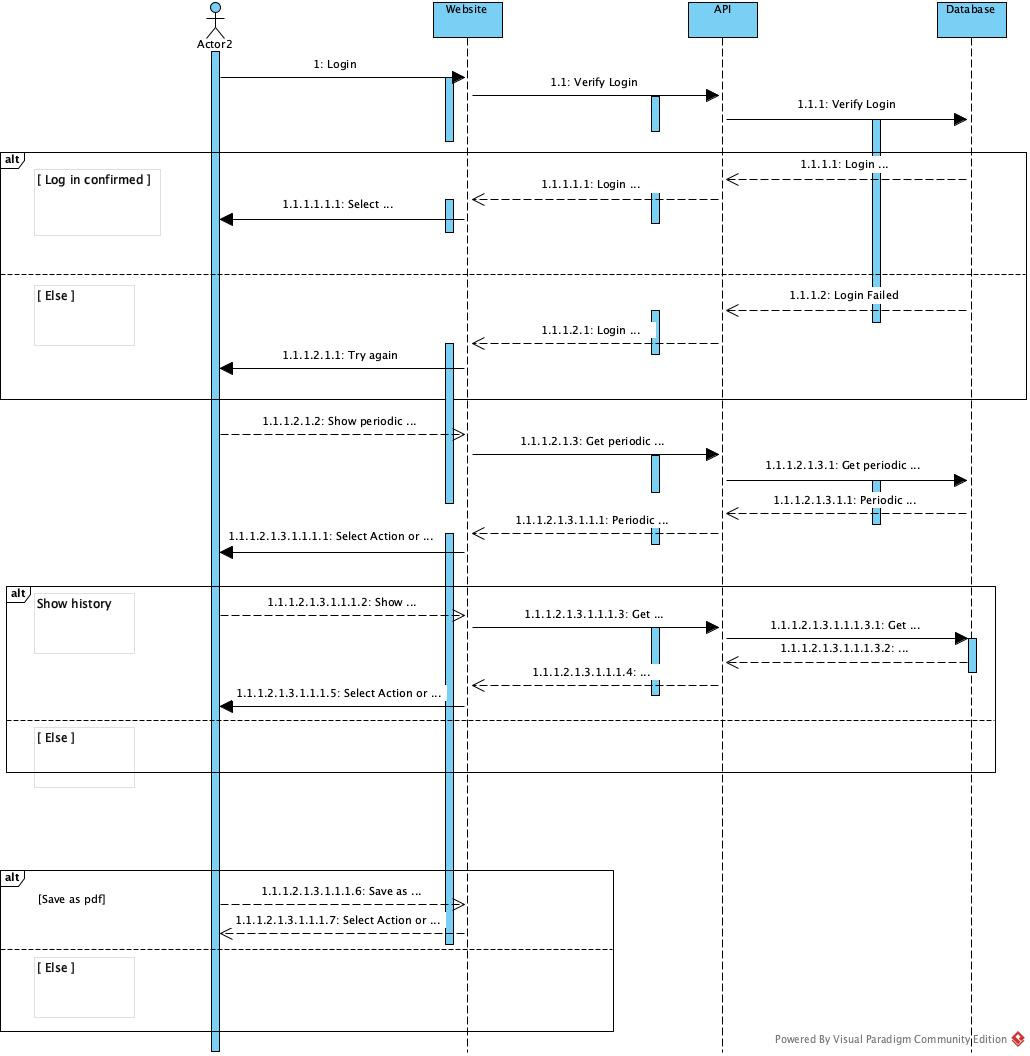 Website
API
Database
Actor2
1: Login
1.1: Verify Login
1.1.1: Verify Login
alt
[ Log in confirmed ]
1.1.1.1: Login ...
1.1.1.1.1: Login ...
1.1.1.1.1.1: Select ...
[ Else ]
1.1.1.2: Login Failed
1.1.1.2.1: Login ...
1.1.1.2.1.1: Try again
1.1.1.2.1.2: Show periodic ...
1.1.1.2.1.3: Get periodic ...
1.1.1.2.1.3.1: Get periodic ...
1.1.1.2.1.3.1.1: Periodic ...
1.1.1.2.1.3.1.1.1: Periodic ...
1.1.1.2.1.3.1.1.1.1: Select Action or ...
alt
Show history
1.1.1.2.1.3.1.1.1.2: Show ...
1.1.1.2.1.3.1.1.1.3: Get ...
1.1.1.2.1.3.1.1.1.3.1: Get ...
1.1.1.2.1.3.1.1.1.3.2: ...
1.1.1.2.1.3.1.1.1.4: ...
1.1.1.2.1.3.1.1.1.5: Select Action or ...
[ Else ]
alt
[Save as pdf]
1.1.1.2.1.3.1.1.1.6: Save as ...
1.1.1.2.1.3.1.1.1.7: Select Action or ...
[ Else ]
Powered By Visual Paradigm Community Edition